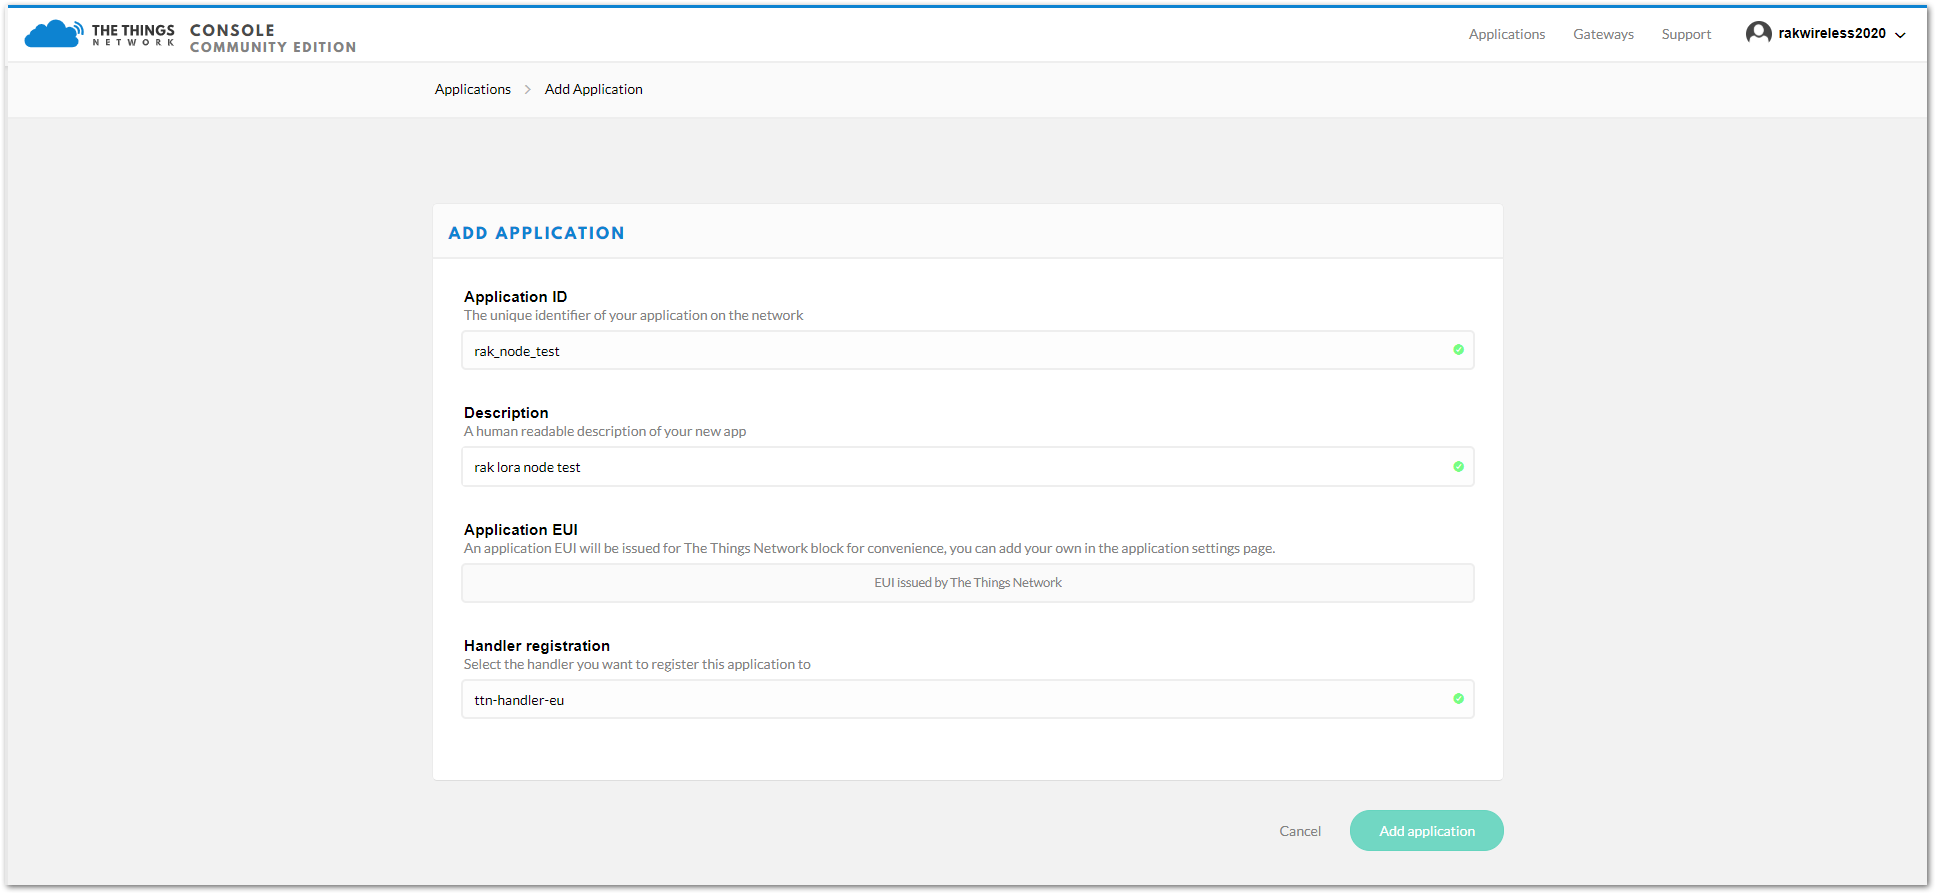 THE THINGS
NETWORK
CONSOLE
COMMUNITY EDITION
Applications Gateways Support rakwireless2020
Applications > Add Application
ADD APPLICATION
Application ID
The unique identifier of your application on the network
rak_node_test
Description
A human readable description of your new app
rak lora node test
Application EUI
An application EUI will be issued for The Things Network block for convenience, you can add your own in the application settings page.
EUI issued by The Things Network
Handler registration
Select the handler you want to register this application to
ttn-handler-eu
Cancel Add application